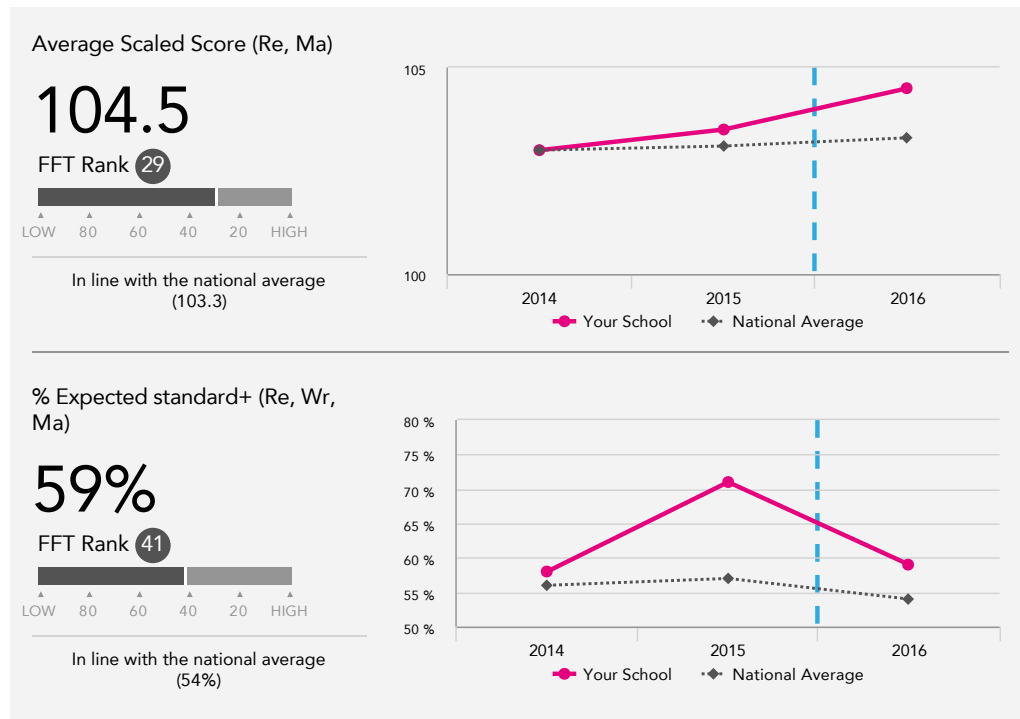 Average Scaled Score (Re, Ma)
104.5
FFT Rank 29
LOW 80 60 40 20 HIGH
In line with the national average
(103.3)
105
100
2014 2015 2016
Your School National Average
% Expected standard+ (Re, Wr,
Ma)
59%
FFT Rank 41
LOW 80 60 40 20 HIGH
In line with the national average
(54%)
80 %
75 %
70 %
65 %
60 %
55 %
50 %
2014 2015 2016
Your School National Average